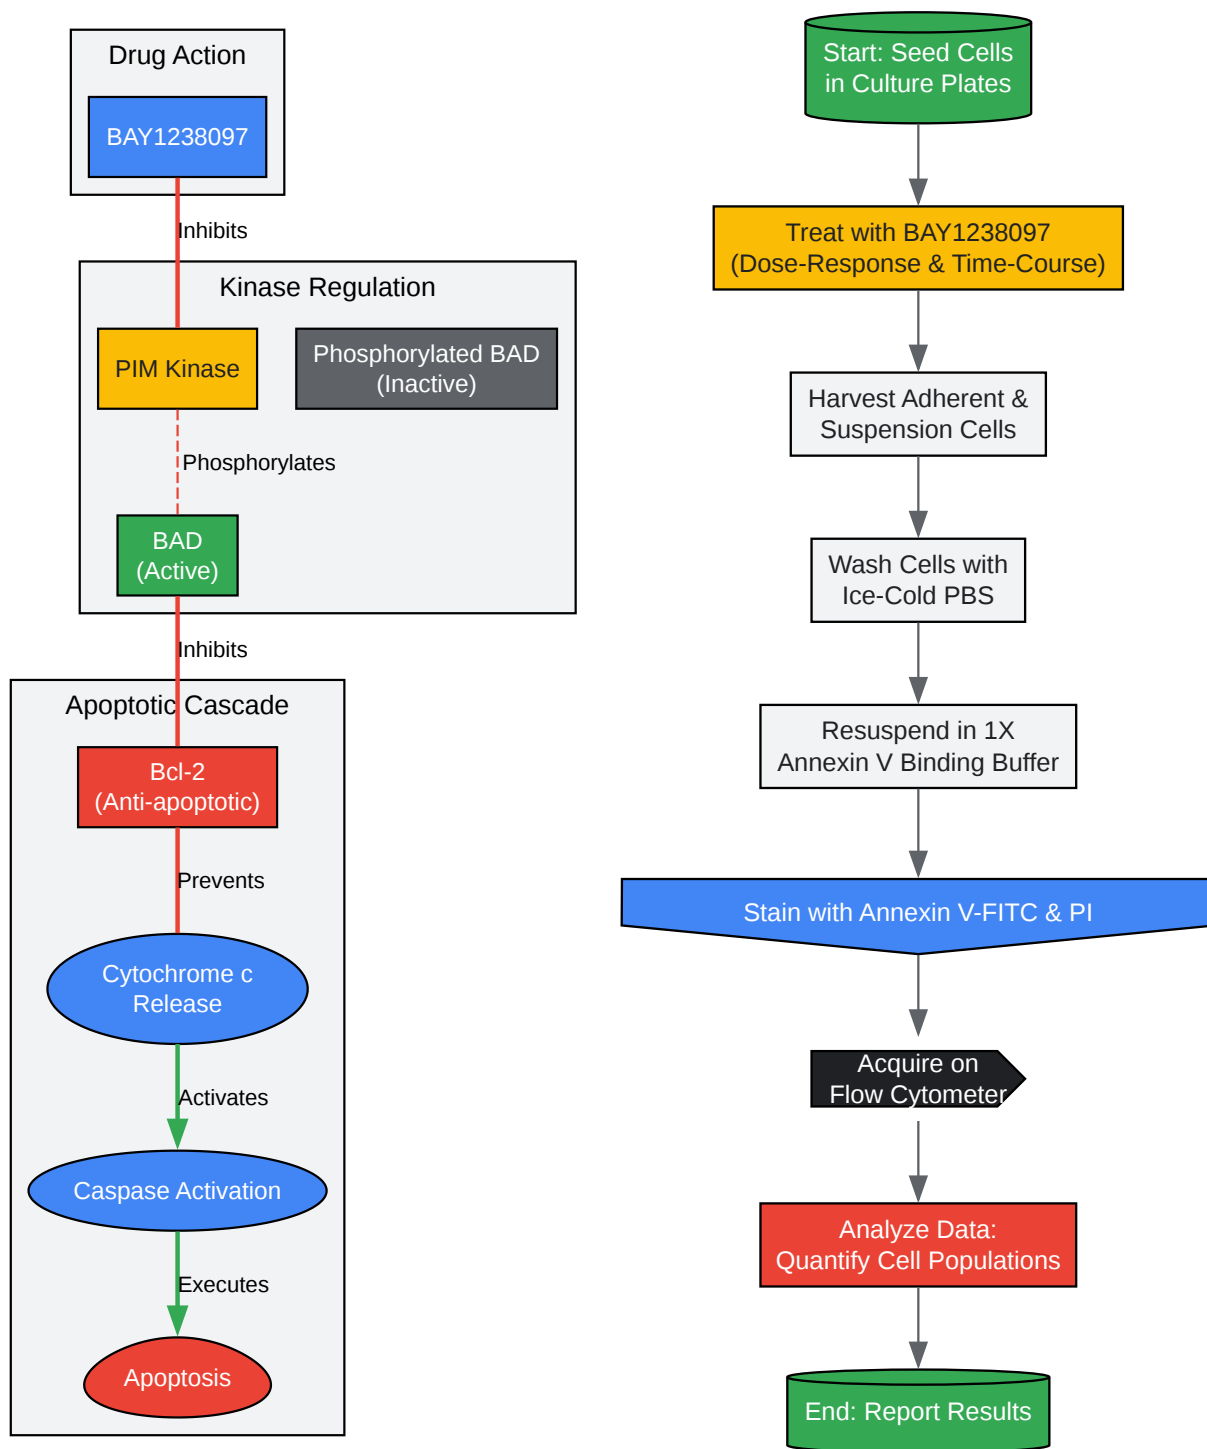 Drug Action
BAY1238097
Inhibits
Kinase Regulation
PIM Kinase
Phosphorylated BAD
(Inactive)
Phosphorylates
BAD
(Active)
Inhibits
Apoptotic Cascade
Bcl-2
(Anti-apoptotic)
Prevents
Cytochrome c
Release
Activates
Caspase Activation
Executes
Apoptosis
Start: Seed Cells
in Culture Plates
Treat with BAY1238097
(Dose-Response & Time-Course)
Harvest Adherent &
Suspension Cells
Wash Cells with
Ice-Cold PBS
Resuspend in 1X
Annexin V Binding Buffer
Stain with Annexin V-FITC & PI
Acquire on
Flow Cytometer
Analyze Data:
Quantify Cell Populations
End: Report Results